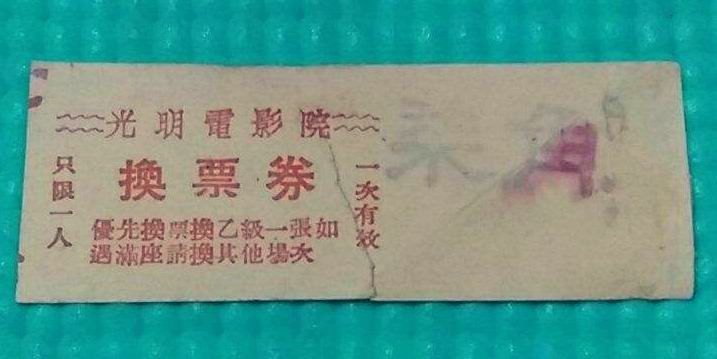 光明電影院
換票券
只限一人
一次有效
優先換票換乙級一張如
遇滿座請換其他場次
月